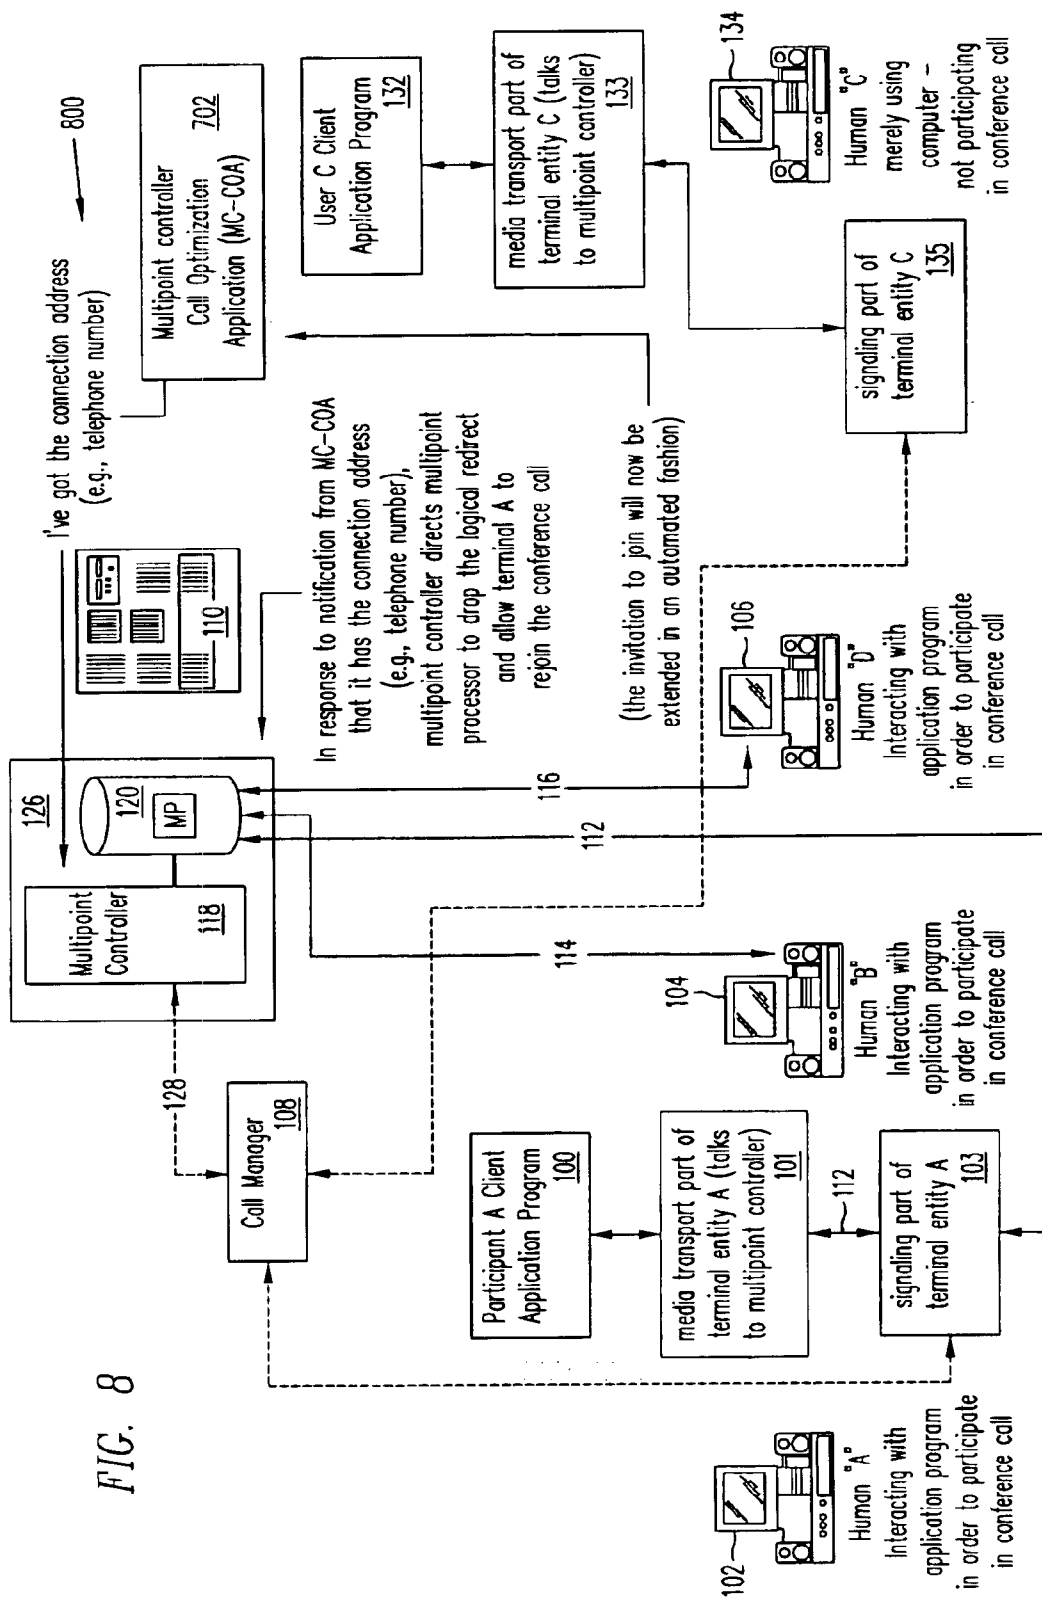 FIG. 8
I've got the connection address
(e.g., telephone number)
800
Multipoint controller
Call Optimization
Application (MC-COA)
702
126
Multipoint
Controller
118
120
MP
110
128
Call Manager
108
In response to notification from MC-COA
that it has the connection address
(e.g., telephone number),
multipoint controller directs multipoint
processor to drop the logical redirect
and allow terminal A to
rejoin the conference call
User C Client
Application Program
132
media transport part of
terminal entity C (talks
to multipoint controller)
133
(the invitation to join will now be
extended in an automated fashion)
116
112
114
Participant A Client
Application Program
100
media transport part of
terminal entity A (talks
to multipoint controller)
101
112
signaling part of
terminal entity A
103
signaling part of
terminal entity C
135
102
Human "A"
Interacting with
application program
in order to participate
in conference call
104
Human "B"
Interacting with
application program
in order to participate
in conference call
106
Human "D"
Interacting with
application program
in order to participate
in conference call
134
Human "C"
merely using
computer -
not participating
in conference call